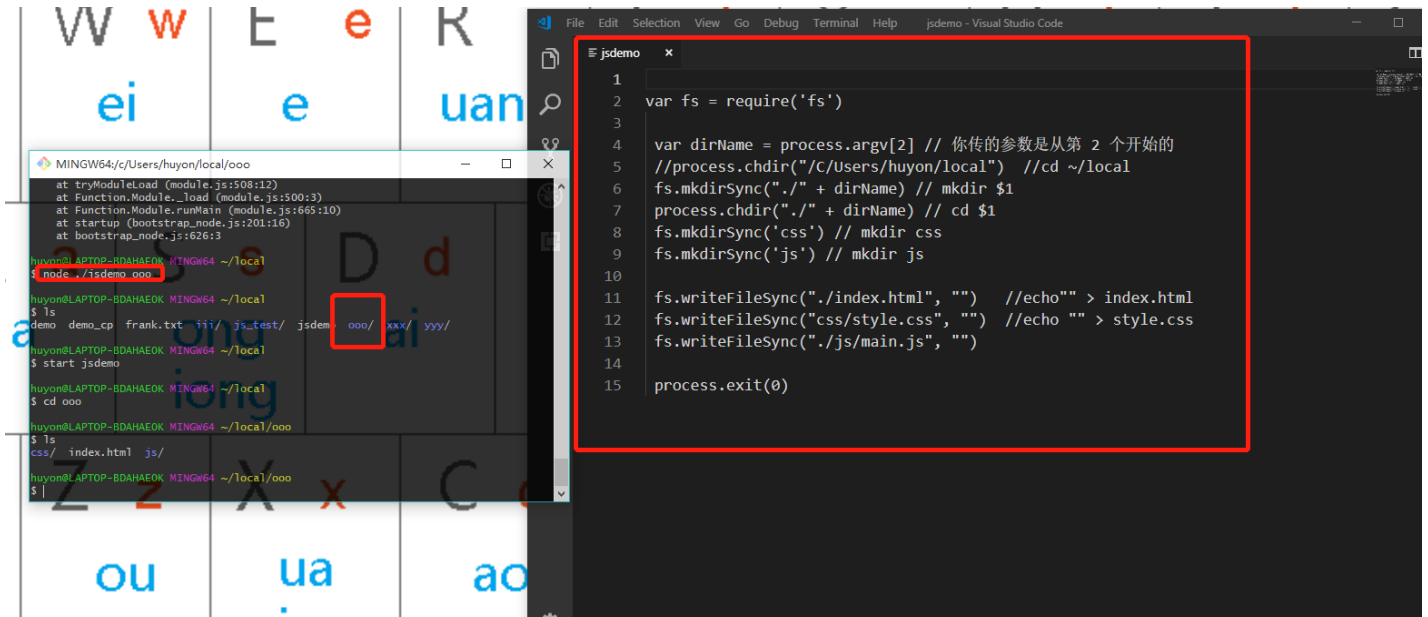 W w E e R
ei e uan
File Edit Selection View Go Debug Terminal Help jsdemo - Visual Studio Code
jsdemo ×
1
2 var fs = require('fs')
3
4 var dirName = process.argv[2] // 你传的参数是从第 2 个开始的
5 //process.chdir("/C/Users/huyon/local") //cd ~/local
6 fs.mkdirSync("./" + dirName) // mkdir $1
7 process.chdir("./" + dirName) // cd $1
8 fs.mkdirSync('css') // mkdir css
9 fs.mkdirSync('js') // mkdir js
10
11 fs.writeFileSync("./index.html", "") //echo"" > index.html
12 fs.writeFileSync("css/style.css", "") //echo "" > style.css
13 fs.writeFileSync("./js/main.js", "")
14
15 process.exit(0)
MINGW64:/c/Users/huyon/local/ooo
at tryModuleLoad (module.js:508:12)
at Function.Module._load (module.js:500:3)
at Function.Module.runMain (module.js:665:10)
at startup (bootstrap_node.js:201:16)
at bootstrap_node.js:626:3
huyon@LAPTOP-BDAHAEOK MINGW64 ~/local
$ node ./jsdemo ooo
huyon@LAPTOP-BDAHAEOK MINGW64 ~/local
$ ls
demo demo_cp frank.txt iii/ js_test/ jsdemo ooo/ xxx/ yyy/
huyon@LAPTOP-BDAHAEOK MINGW64 ~/local
$ start jsdemo
huyon@LAPTOP-BDAHAEOK MINGW64 ~/local
$ cd ooo
huyon@LAPTOP-BDAHAEOK MINGW64 ~/local/ooo
$ ls
css/ index.html js/
huyon@LAPTOP-BDAHAEOK MINGW64 ~/local/ooo
$
a S s D d
ong ai
iong
Z z X x C
ou ua ao